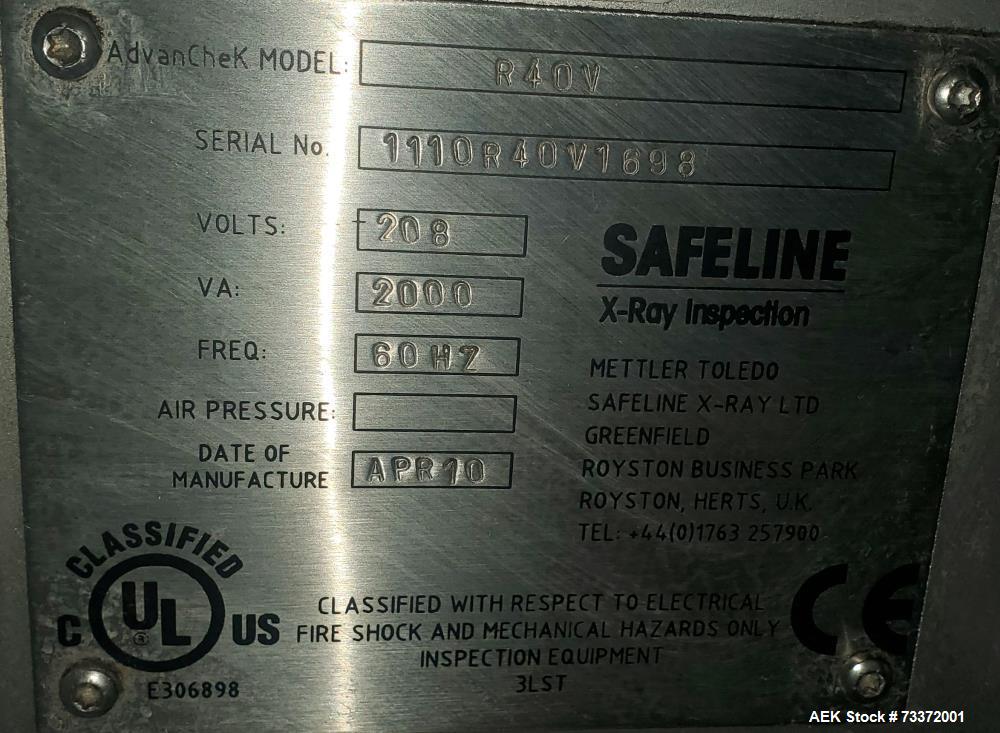 AdvanCheK MODEL: R40V
SERIAL No. 1110R40V1698
VOLTS: 208
VA: 2000
FREQ: 60HZ
AIR PRESSURE:
DATE OF
MANUFACTURE APR10
SAFELINE
X-Ray Inspection
METTLER TOLEDO
SAFELINE X-RAY LTD
GREENFIELD
ROYSTON BUSINESS PARK
ROYSTON, HERTS, U.K.
TEL: +44(0)1763 257900
CLASSIFIED
C UL ® US
E306898
CLASSIFIED WITH RESPECT TO ELECTRICAL
FIRE SHOCK AND MECHANICAL HAZARDS ONLY
INSPECTION EQUIPMENT
3LST
CE
AEK Stock # 73372001